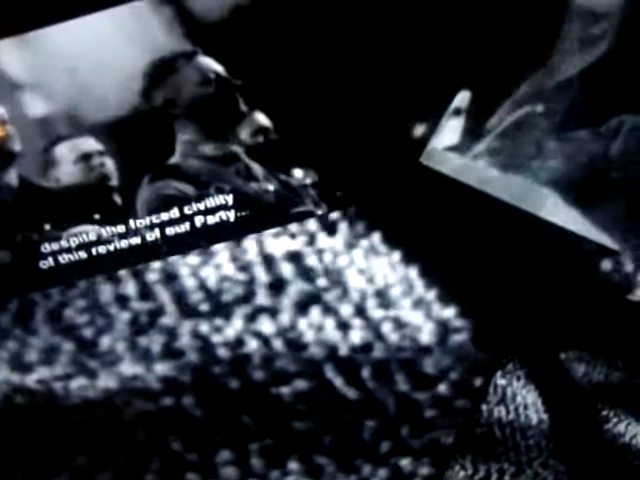 despite the forced civility
of this review of our Party...